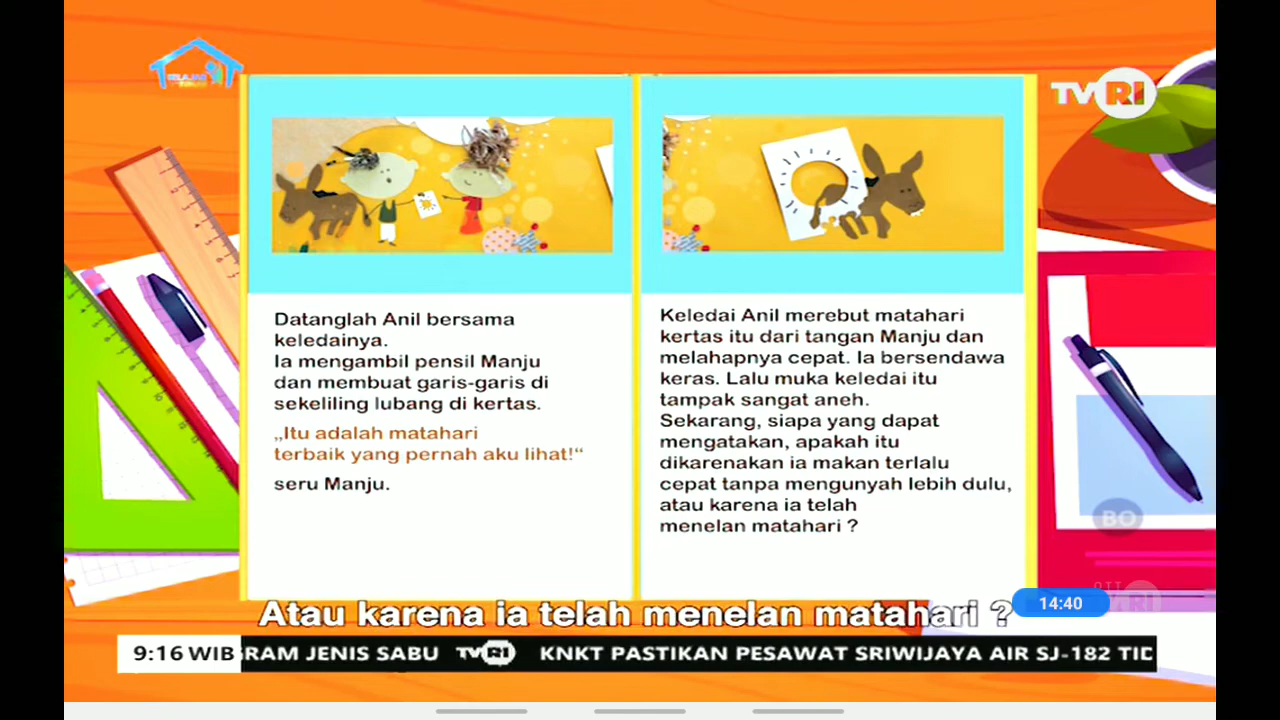 BELAJAR
TVRI
Datanglah Anil bersama
keledainya.
Ia mengambil pensil Manju
dan membuat garis-garis di
sekeliling lubang di kertas.
„Itu adalah matahari
terbaik yang pernah aku lihat!“
seru Manju.
Keledai Anil merebut matahari
kertas itu dari tangan Manju dan
melahapnya cepat. Ia bersendawa
keras. Lalu muka keledai itu
tampak sangat aneh.
Sekarang, siapa yang dapat
mengatakan, apakah itu
dikarenakan ia makan terlalu
cepat tanpa mengunyah lebih dulu,
atau karena ia telah
menelan matahari ?
BO
Atau karena ia telah menelan matahari ?
14:40
9:16 WIB GRAM JENIS SABU TVRI KNKT PASTIKAN PESAWAT SRIWIJAYA AIR SJ-182 TID